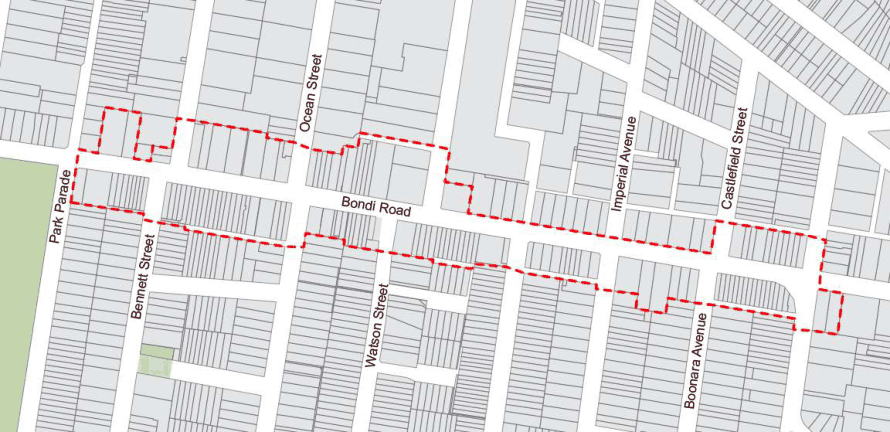 Ocean Street
Castlefield Street
Imperial Avenue
Park Parade
Bondi Road
Bennett Street
Watson Street
Boonara Avenue